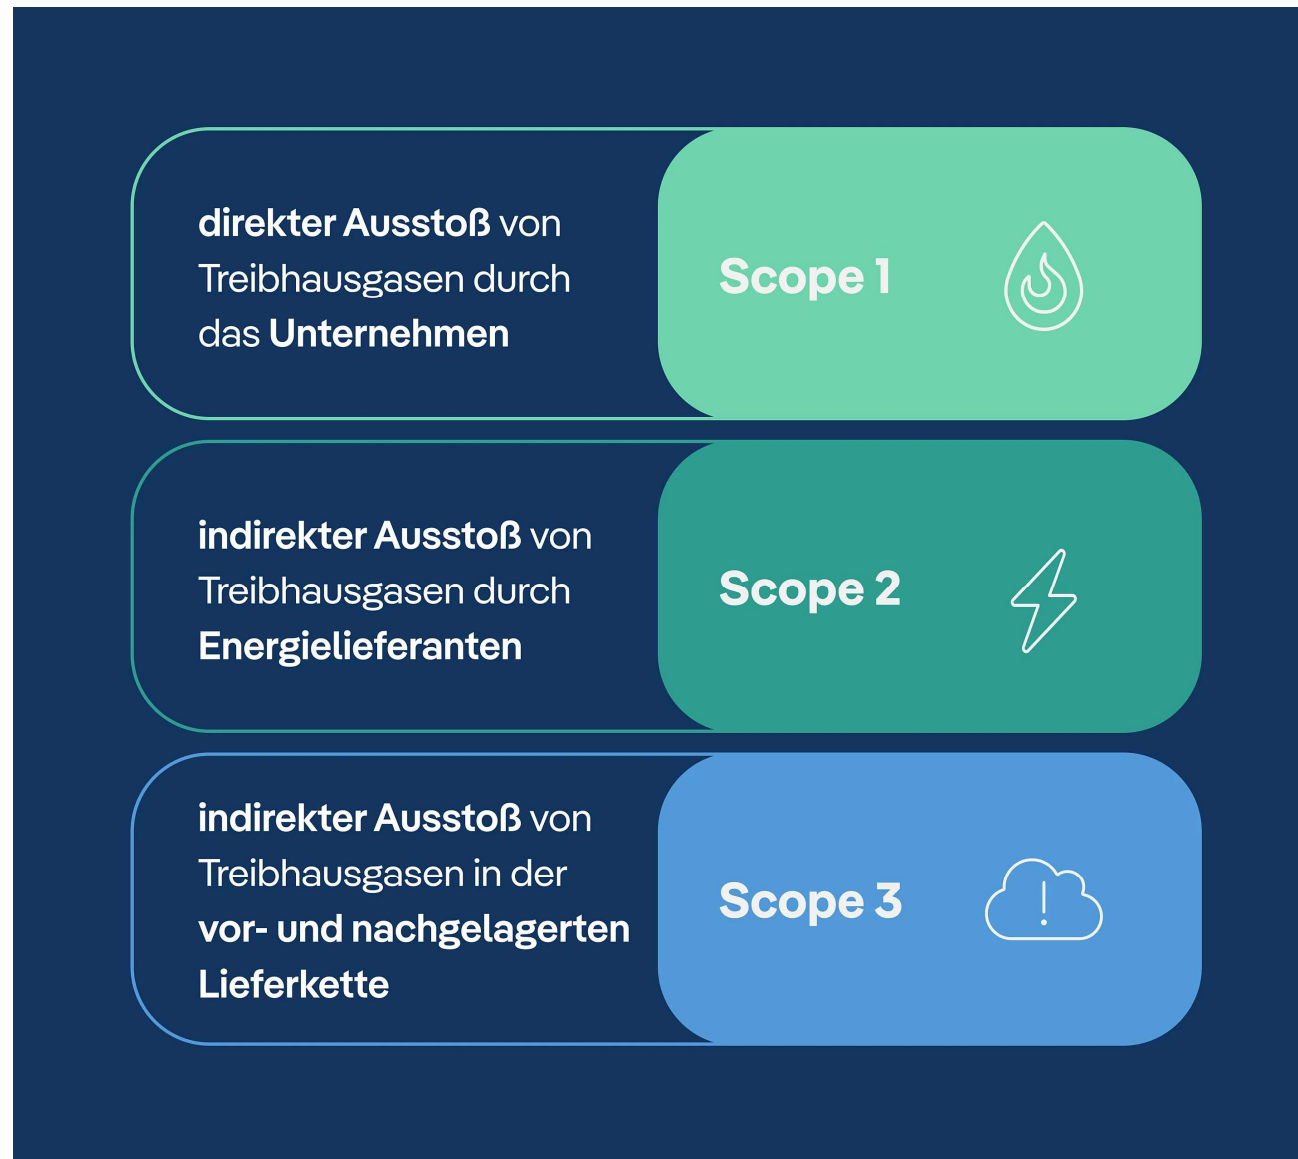 direkter Ausstoß von
Treibhausgasen durch
das Unternehmen
Scope 1
indirekter Ausstoß von
Treibhausgasen durch
Energielieferanten
Scope 2
indirekter Ausstoß von
Treibhausgasen in der
vor- und nachgelagerten
Lieferkette
Scope 3